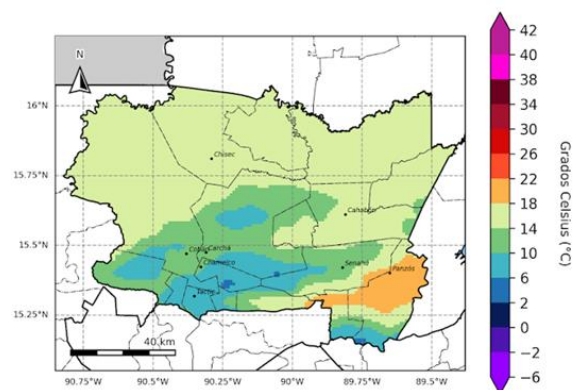 N
16°N
15.75°N
15.5°N
15.25°N
90.75°W
90.5°W
90.25°W
90°W
89.75°W
89.5°W
40 km
Chisec
Cahabón
Cobán
Carcha
Chamelco
Senahú
Panzós
Tactic
42
40
38
34
30
26
22
18
14
10
6
2
0
−2
−6
Grados Celsius (°C)